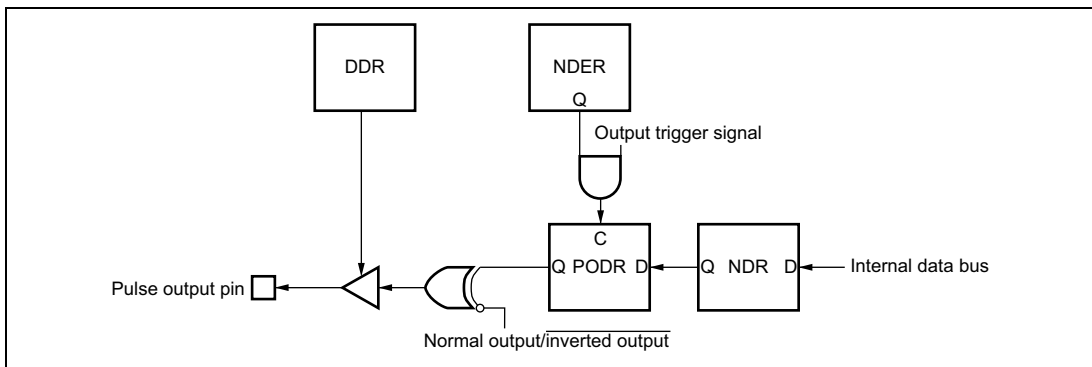 DDR
NDER
Q
Output trigger signal
C
Q PODR D
Q NDR D
Internal data bus
Pulse output pin
Normal output/inverted output